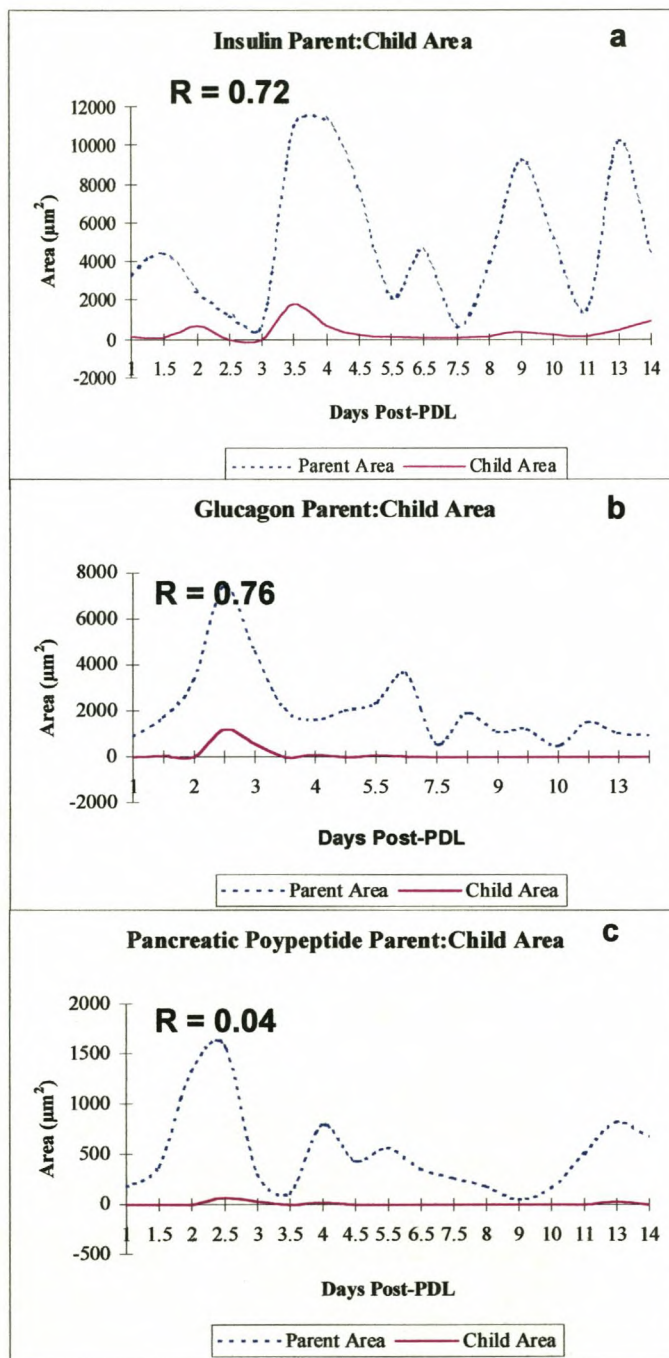 Insulin Parent:Child Area
a
R = 0.72
12000
10000
8000
6000
4000
2000
0
-2000
Area (µm²)
1 1.5 2 2.5 3 3.5 4 4.5 5.5 6.5 7.5 8 9 10 11 13 14
Days Post-PDL
Parent Area Child Area
Glucagon Parent:Child Area
b
R = 0.76
8000
6000
4000
2000
0
-2000
Area (µm²)
1 2 3 4 5.5 7.5 9 10 13
Days Post-PDL
Parent Area Child Area
Pancreatic Poypeptide Parent:Child Area
c
R = 0.04
2000
1500
1000
500
0
-500
Area (µm²)
1 1.5 2 2.5 3 3.5 4 4.5 5.5 6.5 7.5 8 9 10 11 13 14
Days Post-PDL
Parent Area Child Area